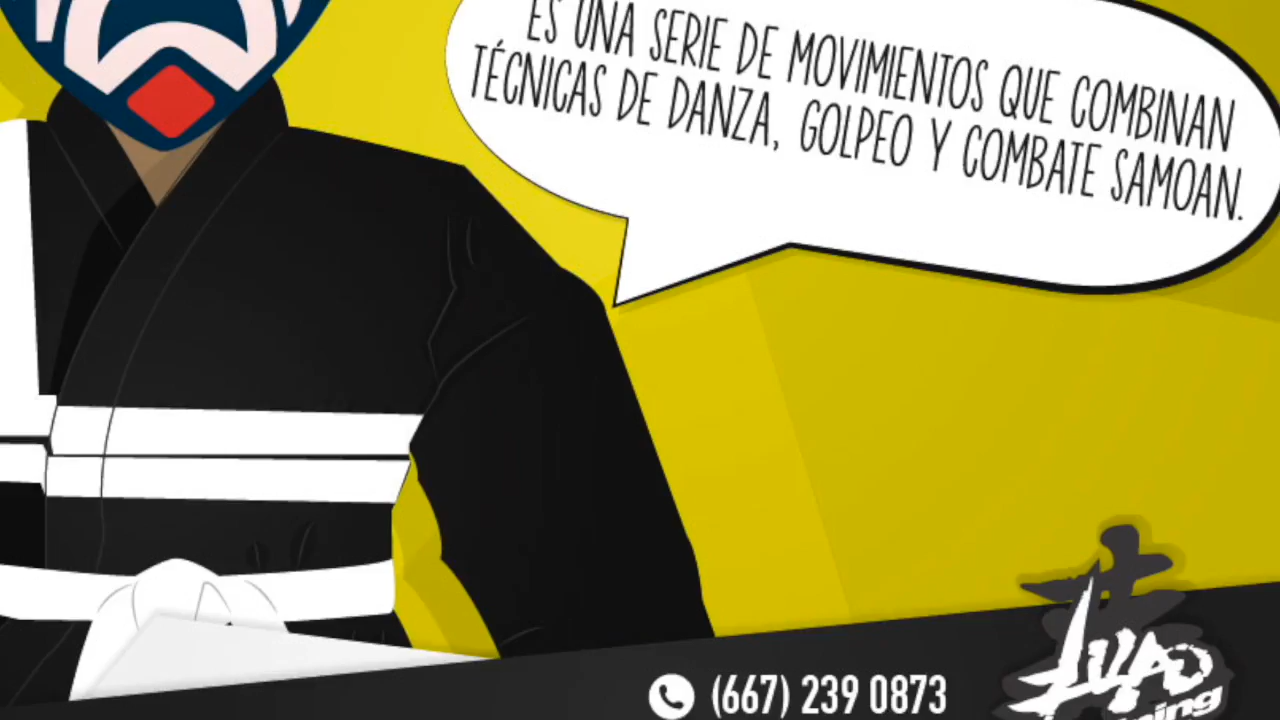 ES UNA SERIE DE MOVIMIENTOS QUE COMBINAN
TÉCNICAS DE DANZA, GOLPEO Y COMBATE SAMOAN.
(667) 239 0873